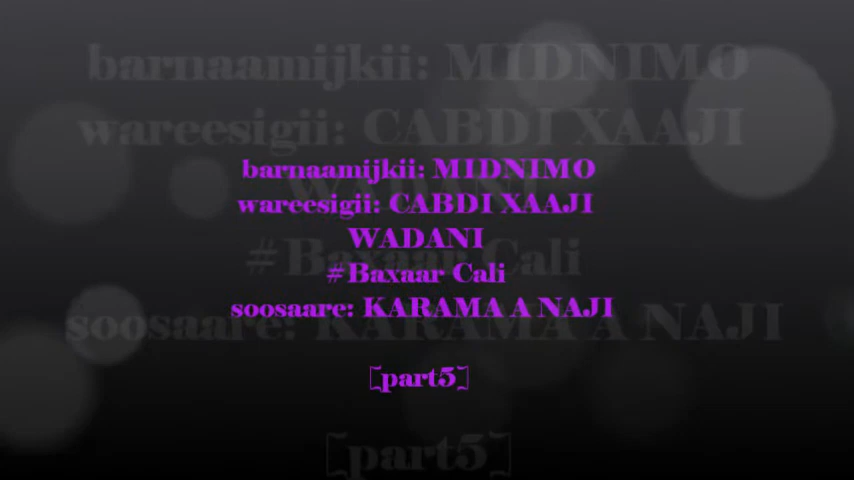 barnaamijkii: MIDNIMO
wareesigii: CABDI XAAJI
WADANI
#Baxaar Cali
soosaare: KARAMA A NAJI
[part5]